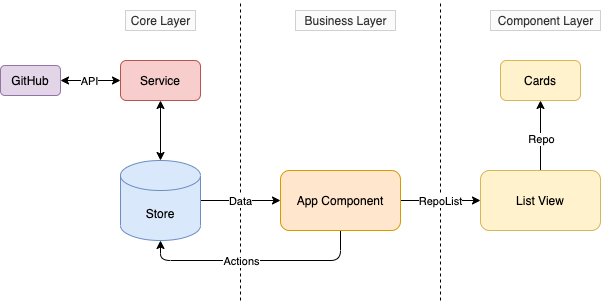 Core Layer
Business Layer
Component Layer
GitHub
API
Service
Cards
Repo
Store
Data
App Component
RepoList
List View
Actions